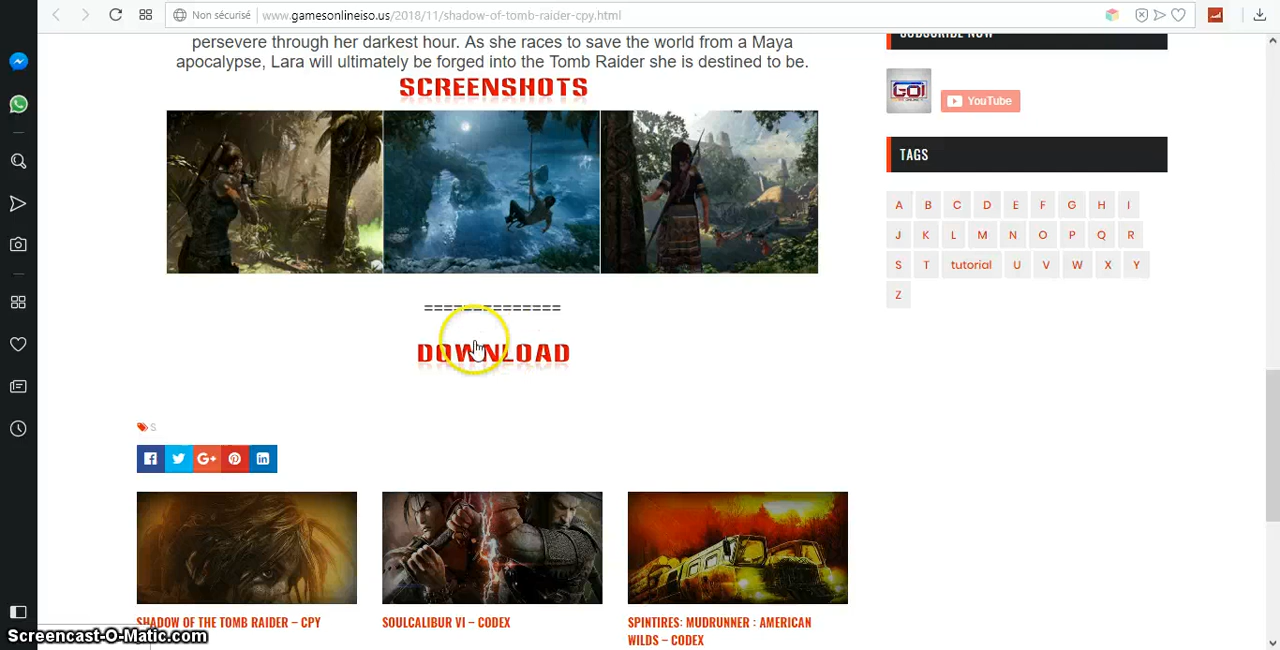 Non sécurisé www.gamesonlineiso.us/2018/11/shadow-of-tomb-raider-cpy.html
persevere through her darkest hour. As she races to save the world from a Maya
apocalypse, Lara will ultimately be forged into the Tomb Raider she is destined to be.
SCREENSHOTS
==============
DOWNLOAD
S
SHADOW OF THE TOMB RAIDER – CPY
SOULCALIBUR VI – CODEX
SPINTIRES: MUDRUNNER : AMERICAN
WILDS – CODEX
SUBSCRIBE NOW
GO!
YouTube
TAGS
A B C D E F G H I
J K L M N O P Q R
S T tutorial U V W X Y
Z
Screencast-O-Matic.com